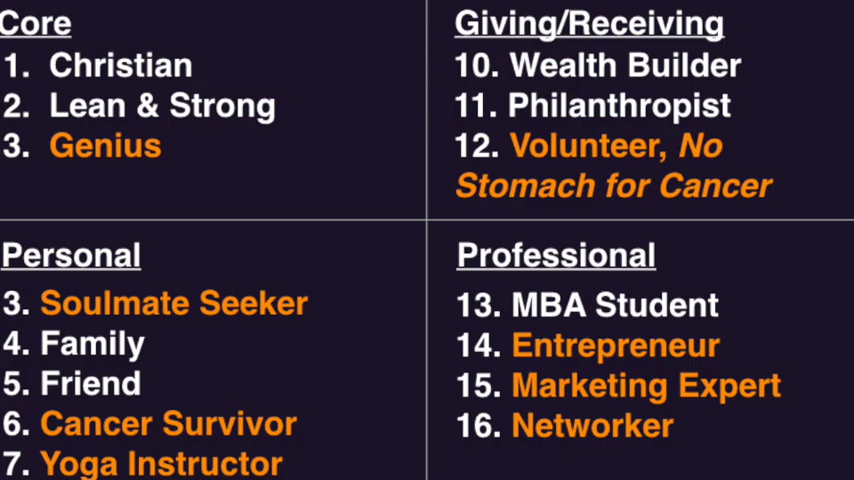 Core
1. Christian
2. Lean & Strong
3. Genius
Giving/Receiving
10. Wealth Builder
11. Philanthropist
12. Volunteer, No
Stomach for Cancer
Personal
3. Soulmate Seeker
4. Family
5. Friend
6. Cancer Survivor
7. Yoga Instructor
Professional
13. MBA Student
14. Entrepreneur
15. Marketing Expert
16. Networker